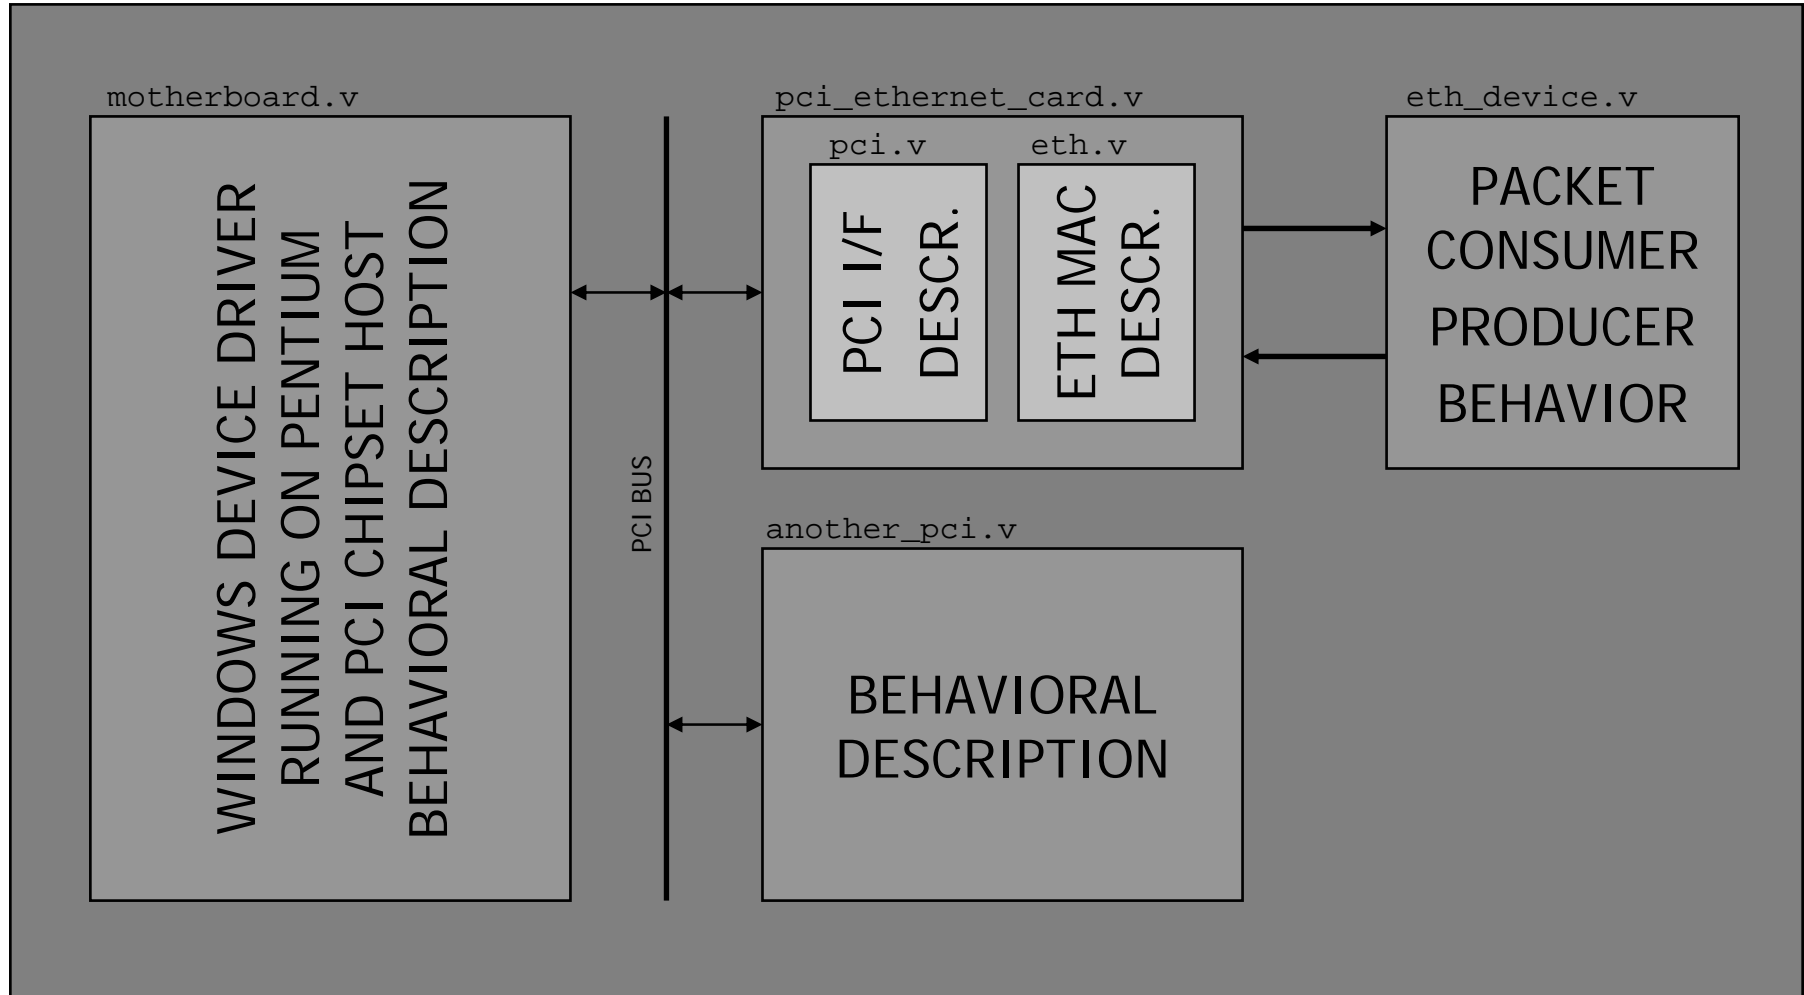 motherboard.v
WINDOWS DEVICE DRIVER
RUNNING ON PENTIUM
AND PCI CHIPSET HOST
BEHAVIORAL DESCRIPTION
PCI BUS
pci_ethernet_card.v
pci.v
PCI I/F
DESCR.
eth.v
ETH MAC
DESCR.
eth_device.v
PACKET
CONSUMER
PRODUCER
BEHAVIOR
another_pci.v
BEHAVIORAL
DESCRIPTION